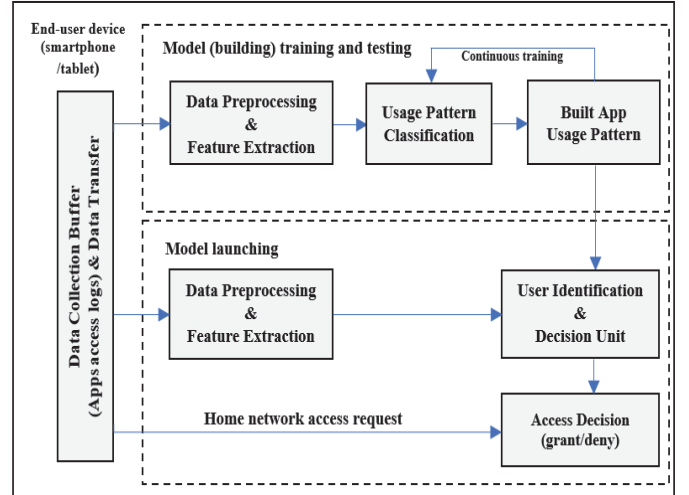 End-user device
(smartphone
/tablet)
Data Collection Buffer
(Apps access logs) & Data Transfer
Model (building) training and testing
Continuous training
Data Preprocessing
&
Feature Extraction
Usage Pattern
Classification
Built App
Usage Pattern
Model launching
Data Preprocessing
&
Feature Extraction
User Identification
&
Decision Unit
Home network access request
Access Decision
(grant/deny)